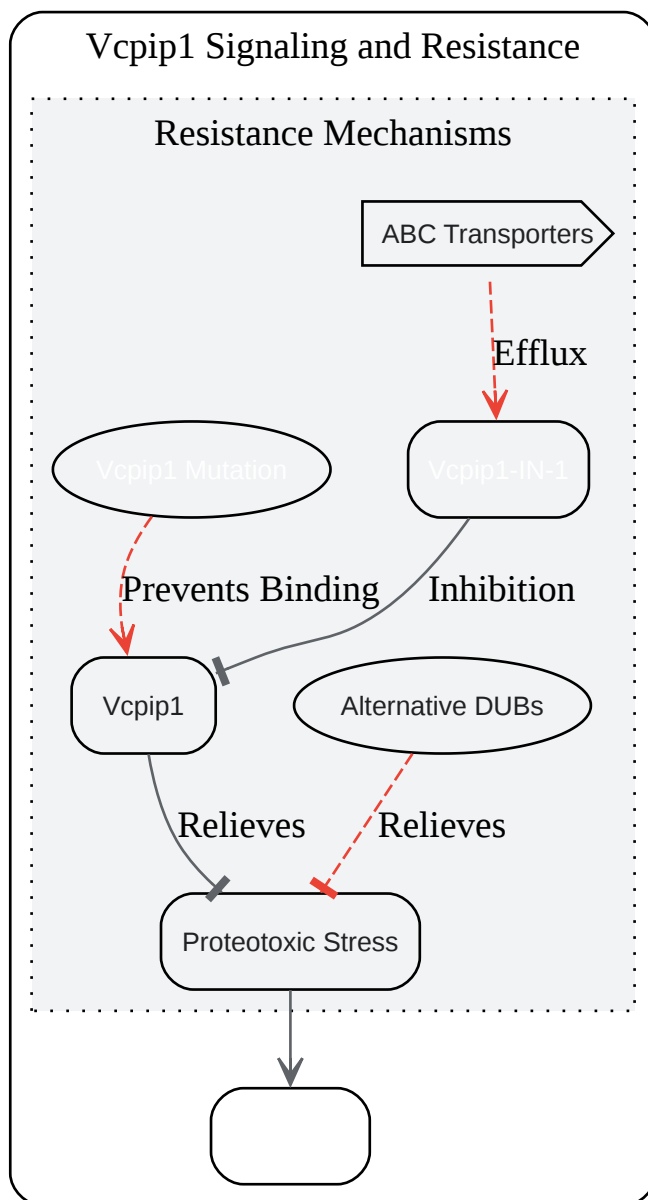 Vcpip1 Signaling and Resistance
Resistance Mechanisms
ABC Transporters
Efflux
Vcpip1 Mutation
Vcpip1-IN-1
Prevents Binding
Inhibition
Vcpip1
Alternative DUBs
Relieves
Relieves
Proteotoxic Stress